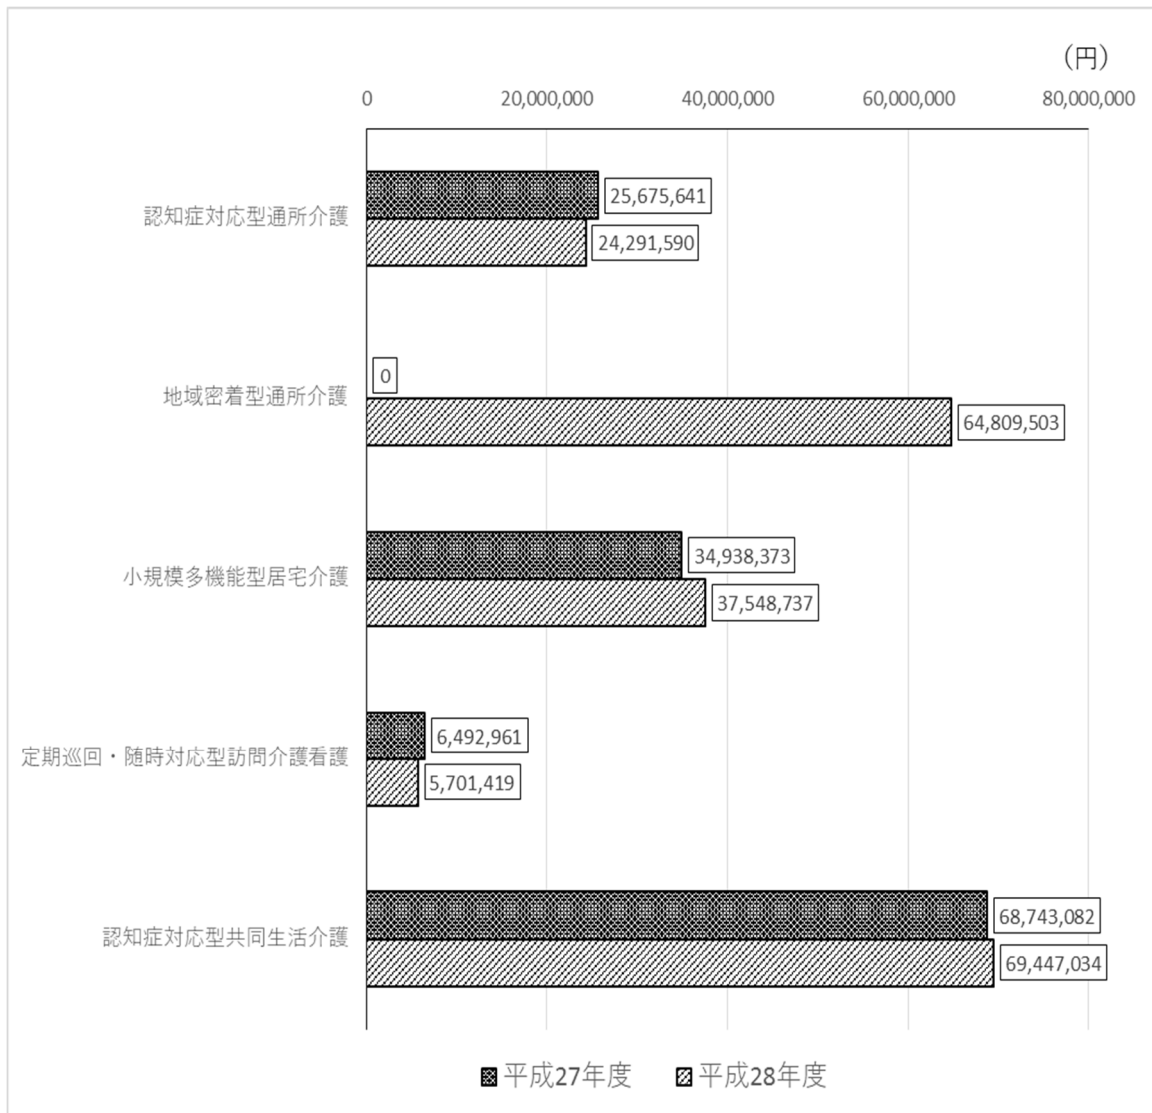 （円）
0 20,000,000 40,000,000 60,000,000 80,000,000
認知症対応型通所介護
25,675,641
24,291,590
地域密着型通所介護
0
64,809,503
小規模多機能型居宅介護
34,938,373
37,548,737
定期巡回・随時対応型訪問介護看護
6,492,961
5,701,419
認知症対応型共同生活介護
68,743,082
69,447,034
平成27年度 平成28年度